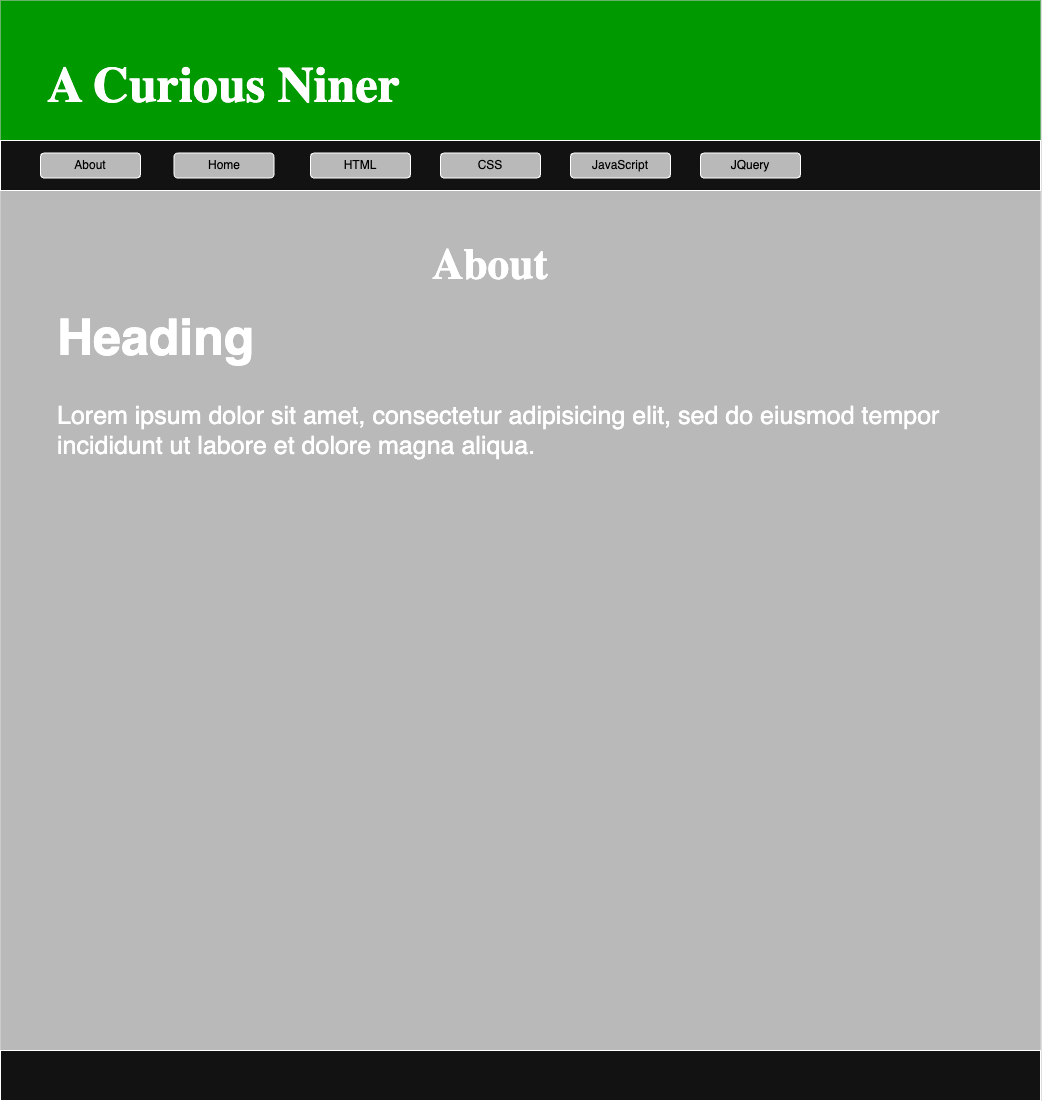 A Curious Niner
About Home HTML CSS JavaScript JQuery
About
Heading
Lorem ipsum dolor sit amet, consectetur adipisicing elit, sed do eiusmod tempor
incididunt ut labore et dolore magna aliqua.